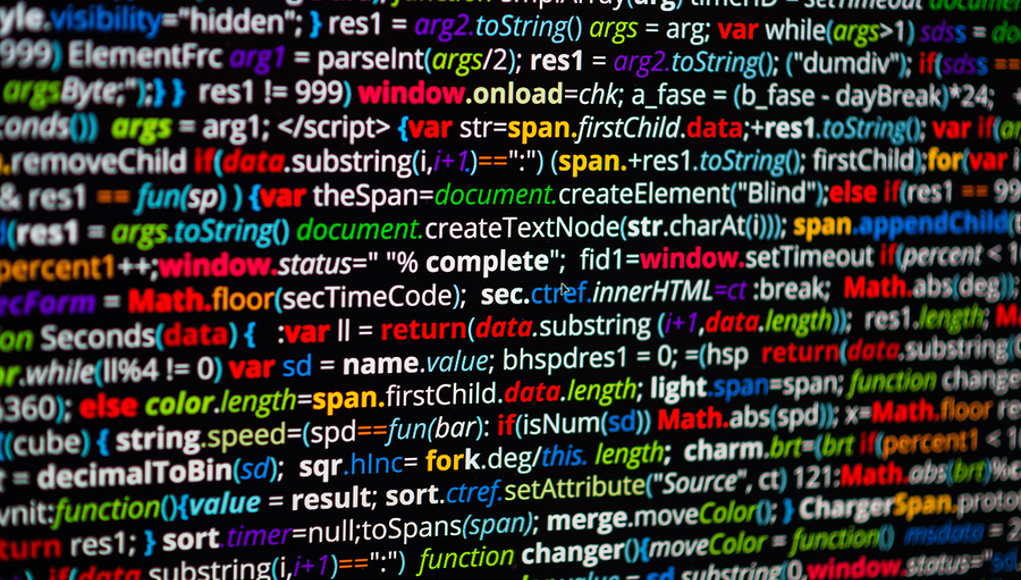 yle.visibility="hidden"; } res1 = arg2.toString() args = arg; var while(args>1) sdss = do
999) ElementFrc arg1 = parseInt(args/2); res1 = arg2.toString(); ("dumdiv"); if(sdss ==
argsByte;");} } res1 != 999) window.onload=chk; a_fase = (b_fase - dayBreak)*24; +
conds()) args = arg1; </script> {var str=span.firstChild.data;+res1.toString(); var if(ar
.removeChild if(data.substring(i,i+1.)==":") (span.+res1.toString(); firstChild);for(var i
& res1 == fun(sp) ) {var theSpan=document.createElement("Blind");else if(res1 == 99
(res1 = args.toString() document.createTextNode(str.charAt(i))); span.appendChild(
percent1++;window.status=" "% complete"; fid1=window.setTimeout if(percent < 1
ecForm = Math.floor(secTimeCode); sec.ctref.innerHTML=ct :break; Math.abs(deg));
on Seconds(data) { :var ll = return(data.substring (i+1,data.length)); res1.length; M
or.while(ll%4 != 0) var sd = name.value; bhspdres1 = 0; =(hsp return(data.substring(
360); else color.length=span.firstChild.data.length; light.span=span; function change
((cube) { string.speed=(spd==fun(bar): if(isNum(sd)) Math.abs(spd)); x=Math.floor re
= decimalToBin(sd); sqr.hInc= fork.deg/this. length; charm.brt=(brt if(percent1 < 1
vnit:function(){value = result; sort.ctref.setAttribute("Source", ct) 121:Math.abs(brt)%
turn res1; } sort.timer=null;toSpans(span); merge.moveColor(); } ChargerSpan.proto
if(data.substring(i,i+1)==":") function changer(){moveColor = function() msdata = 2
substring(0,window.status="sd